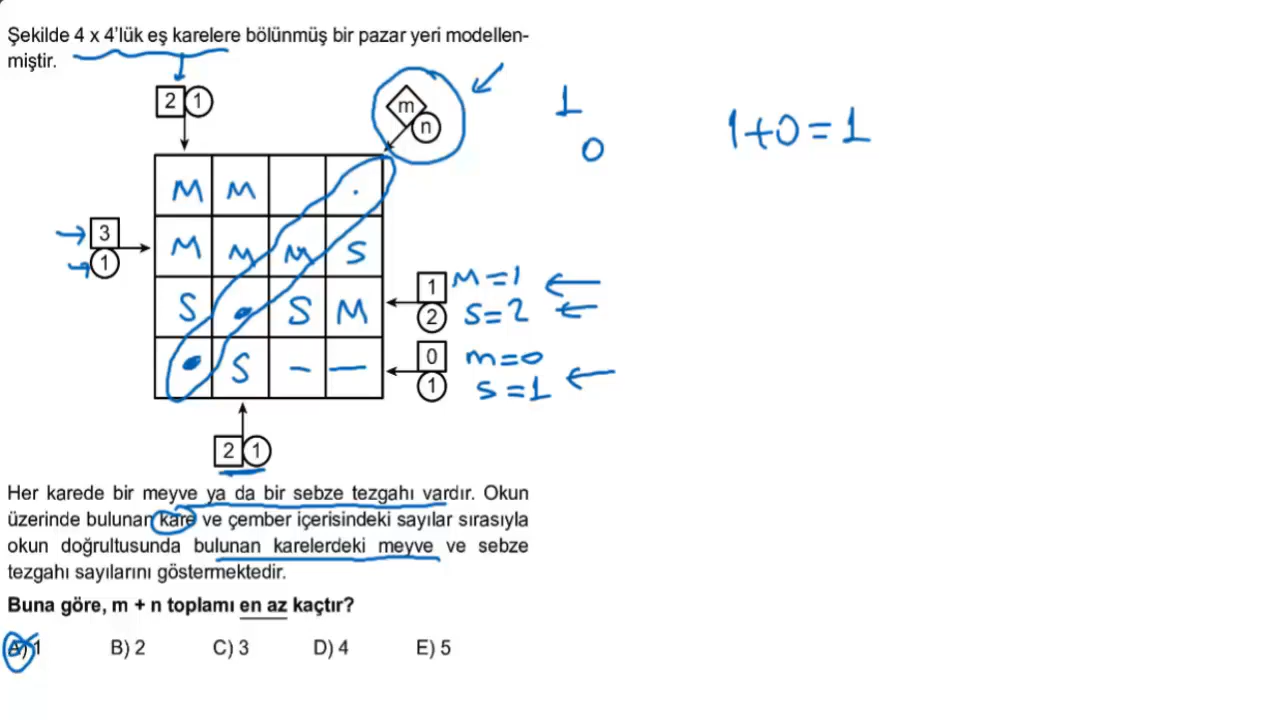 Şekilde 4 x 4'lük eş karelere bölünmüş bir pazar yeri modellen-
miştir.
2 1
m
n
1
0
1+0=1
M M
3
1
M M M S
S S M
1 M=1
2 S=2
S - -
0 m=0
1 S=1
2 1
Her karede bir meyve ya da bir sebze tezgahı vardır. Okun
üzerinde bulunan kare ve çember içerisindeki sayılar sırasıyla
okun doğrultusunda bulunan karelerdeki meyve ve sebze
tezgahı sayılarını göstermektedir.
Buna göre, m + n toplamı en az kaçtır?
A) 1 B) 2 C) 3 D) 4 E) 5